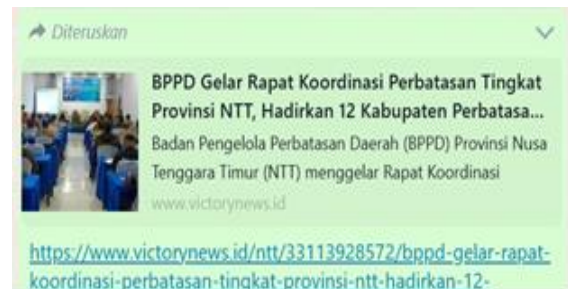 Diteruskan
BPPD Gelar Rapat Koordinasi Perbatasan Tingkat
Provinsi NTT, Hadirkan 12 Kabupaten Perbatasa...
Badan Pengelola Perbatasan Daerah (BPPD) Provinsi Nusa
Tenggara Timur (NTT) menggelar Rapat Koordinasi
www.victorynews.id
https://www.victorynews.id/ntt/33113928572/bppd-gelar-rapat-
koordinasi-perbatasan-tingkat-provinsi-ntt-hadirkan-12-